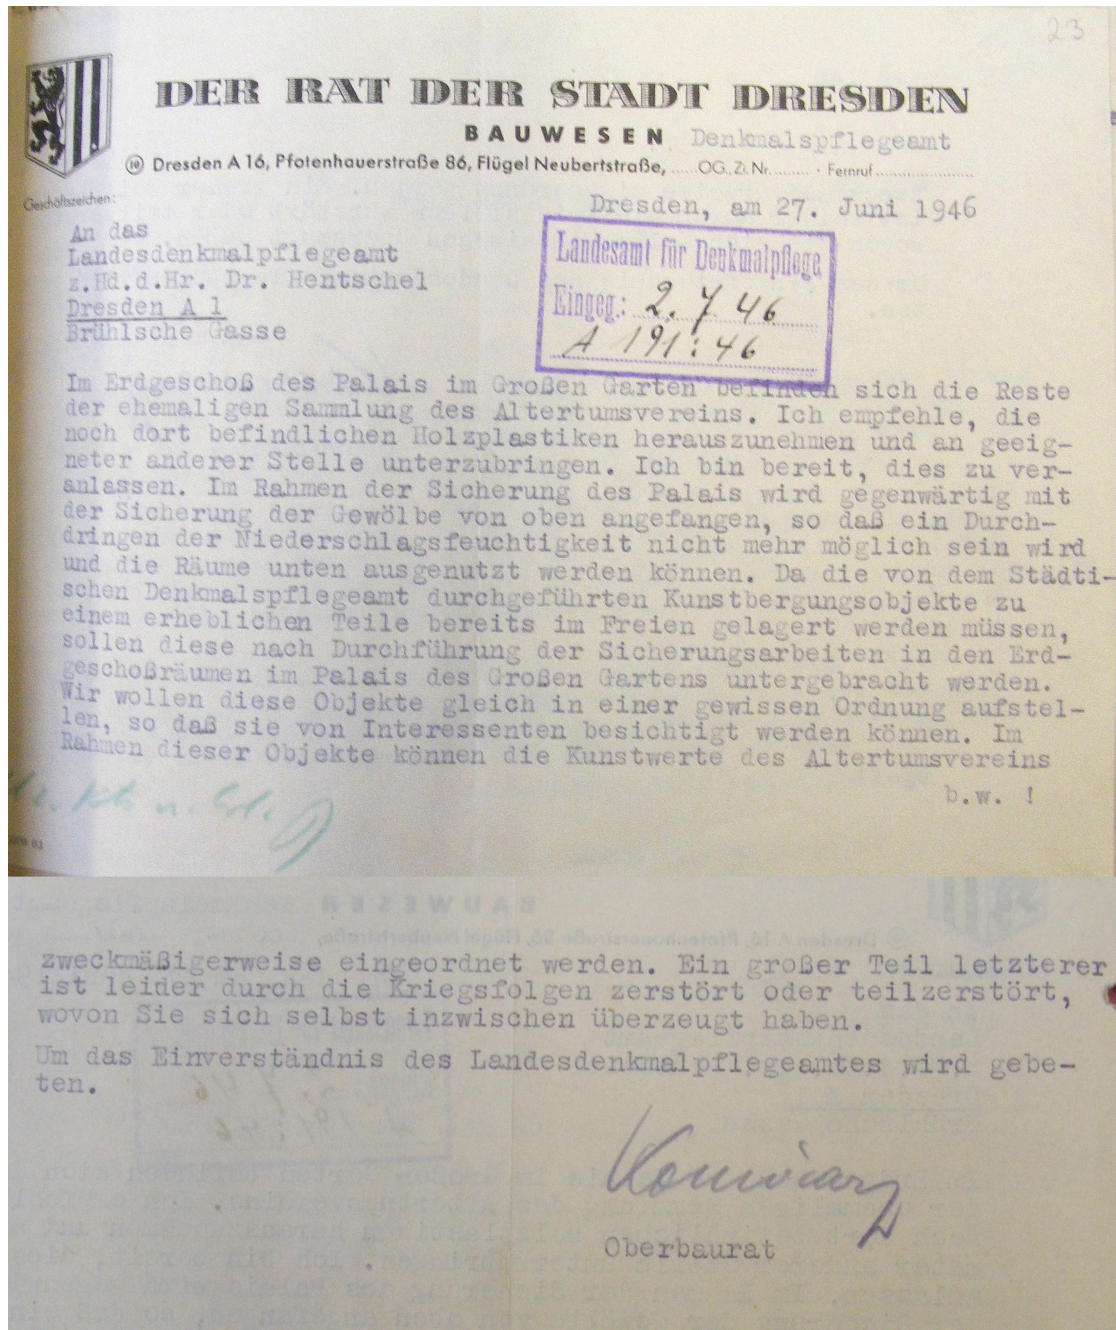 23
DER RAT DER STADT DRESDEN
BAUWESEN Denkmalspflegeamt
⑩ Dresden A 16, Pfotenhauerstraße 86, Flügel Neubertstraße, ...... OG., Zi. Nr. ......... · Fernruf .....................
Geschäftszeichen:
Dresden, am 27. Juni 1946
An das
Landesdenkmalpflegeamt
z.Hd.d.Hr. Dr. Hentschel
Dresden A 1
Brühlsche Gasse
Landesamt für Denkmalpflege
Eingeg.: 2. 7. 46
A 191:46
Im Erdgeschoß des Palais im Großen Garten befinden sich die Reste
der ehemaligen Sammlung des Altertumsvereins. Ich empfehle, die
noch dort befindlichen Holzplastiken herauszunehmen und an geeig-
neter anderer Stelle unterzubringen. Ich bin bereit, dies zu ver-
anlassen. Im Rahmen der Sicherung des Palais wird gegenwärtig mit
der Sicherung der Gewölbe von oben angefangen, so daß ein Durch-
dringen der Niederschlagsfeuchtigkeit nicht mehr möglich sein wird
und die Räume unten ausgenutzt werden können. Da die von dem Städti-
schen Denkmalspflegeamt durchgeführten Kunstbergungsobjekte zu
einem erheblichen Teile bereits im Freien gelagert werden müssen,
sollen diese nach Durchführung der Sicherungsarbeiten in den Erd-
geschoßräumen im Palais des Großen Gartens untergebracht werden.
Wir wollen diese Objekte gleich in einer gewissen Ordnung aufstel-
len, so daß sie von Interessenten besichtigt werden können. Im
Rahmen dieser Objekte können die Kunstwerte des Altertumsvereins
b.w. !
zweckmäßigerweise eingeordnet werden. Ein großer Teil letzterer
ist leider durch die Kriegsfolgen zerstört oder teilzerstört,
wovon Sie sich selbst inzwischen überzeugt haben.
Um das Einverständnis des Landesdenkmalpflegeamtes wird gebe-
ten.
Oberbaurat